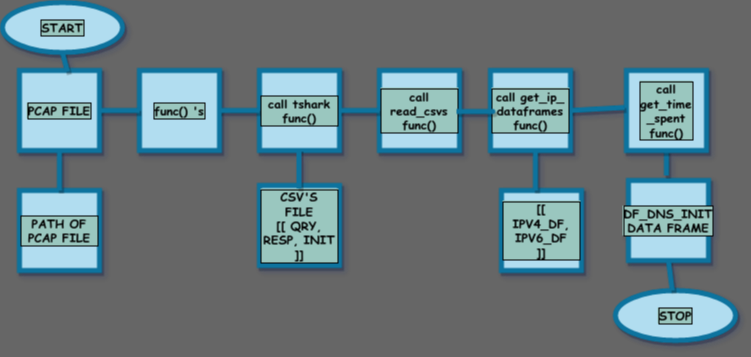 START
PCAP FILE
func() 's
call tshark
func()
call
read_csvs
func()
call get_ip_
dataframes
func()
call
get_time
_spent
func()
PATH OF
PCAP FILE
CSV'S
FILE
[[ QRY,
RESP, INIT
]]
[[
IPV4_DF,
IPV6_DF
]]
DF_DNS_INIT
DATA FRAME
STOP